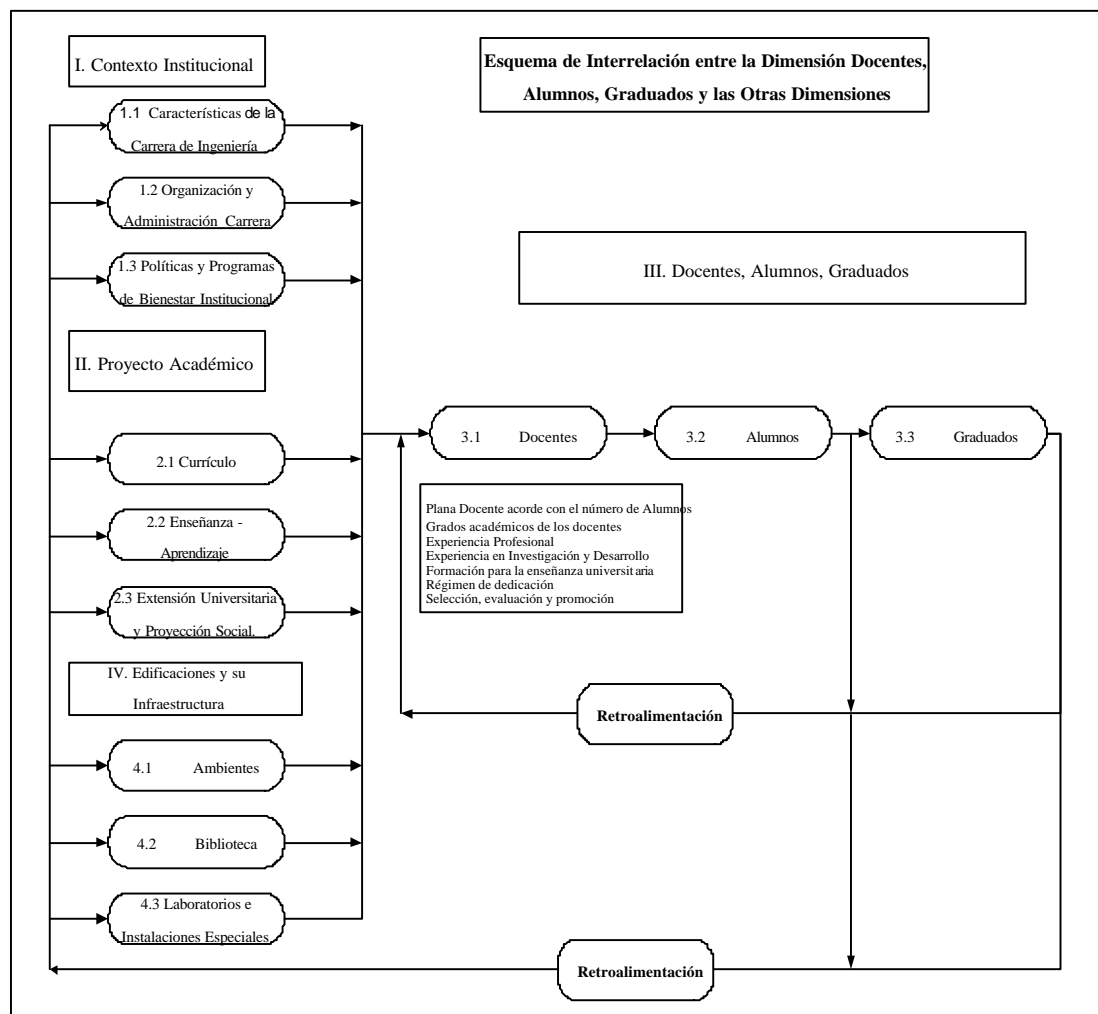 I. Contexto Institucional
Esquema de Interrelación entre la Dimensión Docentes,
Alumnos, Graduados y las Otras Dimensiones
1.1 Características de la
Carrera de Ingeniería
1.2 Organización y
Administración Carrera
1.3 Políticas y Programas
de Bienestar Institucional
III. Docentes, Alumnos, Graduados
II. Proyecto Académico
3.1 Docentes
3.2 Alumnos
3.3 Graduados
2.1 Currículo
2.2 Enseñanza -
Aprendizaje
2.3 Extensión Universitaria
y Proyección Social.
Plana Docente acorde con el número de Alumnos
Grados académicos de los docentes
Experiencia Profesional
Experiencia en Investigación y Desarrollo
Formación para la enseñanza universitaria
Régimen de dedicación
Selección, evaluación y promoción
IV. Edificaciones y su
Infraestructura
Retroalimentación
4.1 Ambientes
4.2 Biblioteca
4.3 Laboratorios e
Instalaciones Especiales.
Retroalimentación